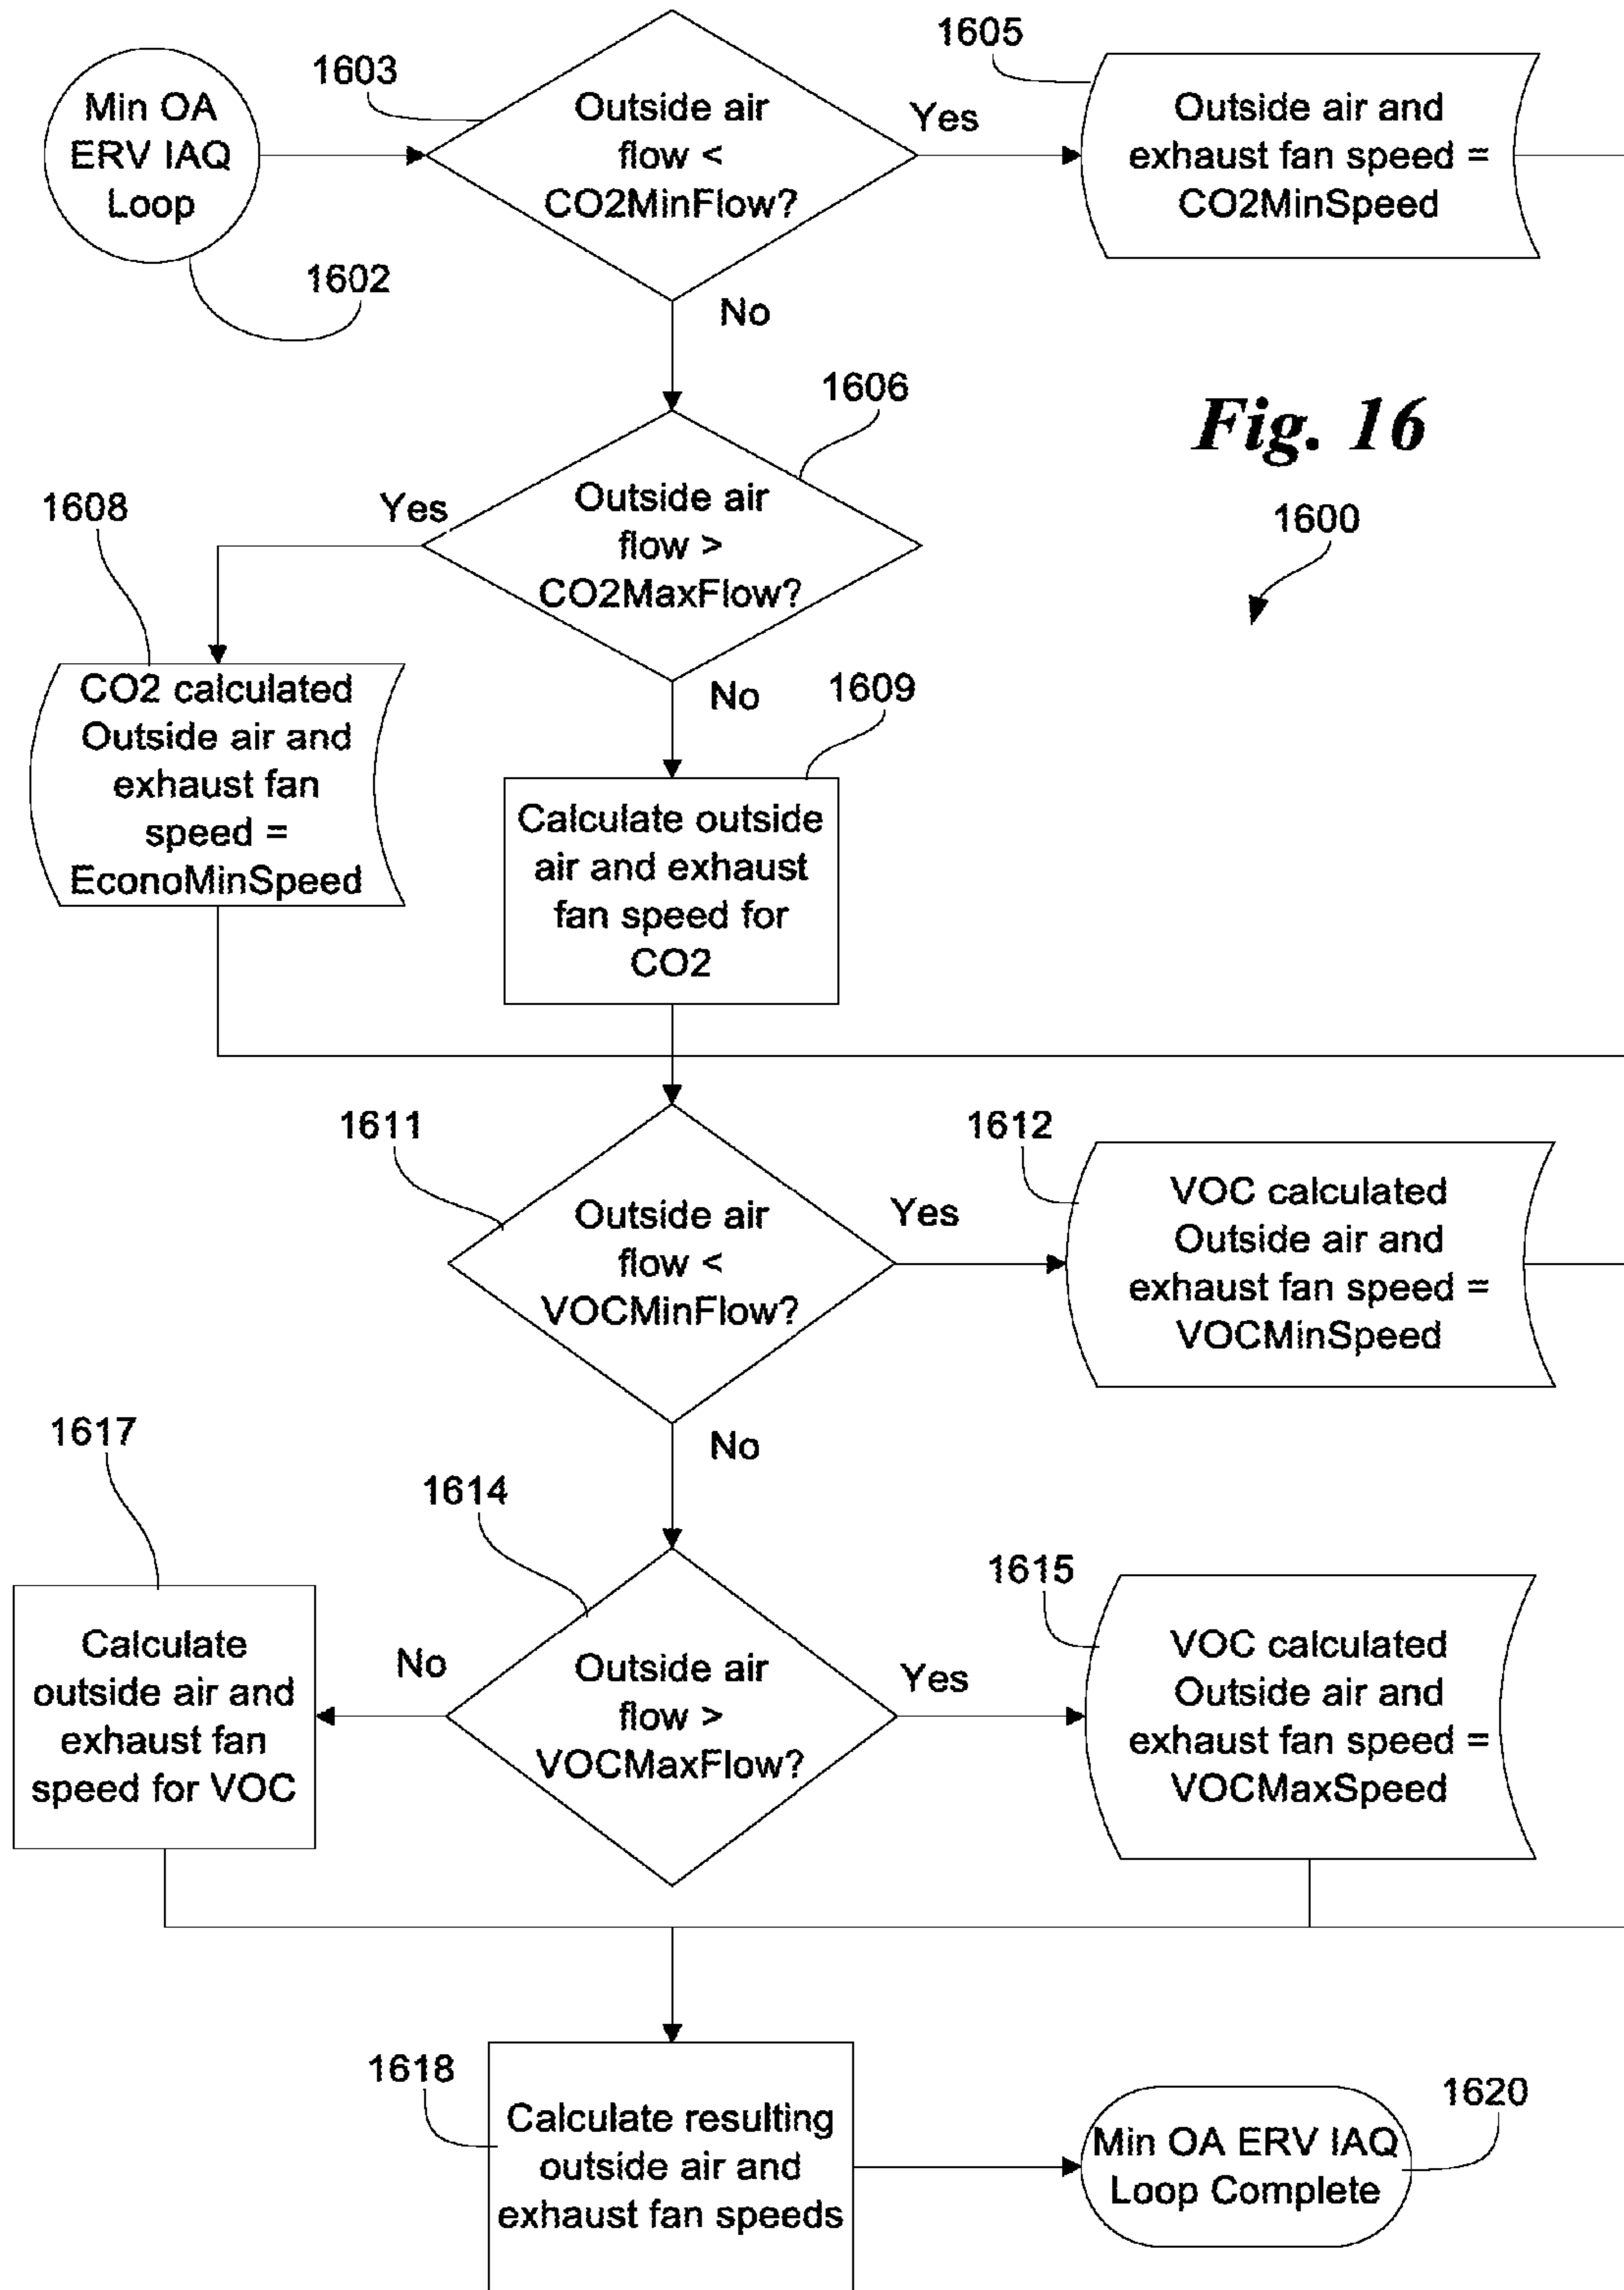 1603
1605
Min OA
ERV IAQ
Loop
1602
Outside air
flow <
CO2MinFlow?
Yes
Outside air and
exhaust fan speed =
CO2MinSpeed
No
Fig. 16
1600
1606
Outside air
flow >
CO2MaxFlow?
Yes
1608
CO2 calculated
Outside air and
exhaust fan
speed =
EconoMinSpeed
No
1609
Calculate outside
air and exhaust
fan speed for
CO2
1611
Outside air
flow <
VOCMinFlow?
Yes
1612
VOC calculated
Outside air and
exhaust fan speed =
VOCMinSpeed
No
1617
1614
1615
Calculate
outside air and
exhaust fan
speed for VOC
No
Outside air
flow >
VOCMaxFlow?
Yes
VOC calculated
Outside air and
exhaust fan speed =
VOCMaxSpeed
1618
Calculate resulting
outside air and
exhaust fan speeds
1620
Min OA ERV IAQ
Loop Complete